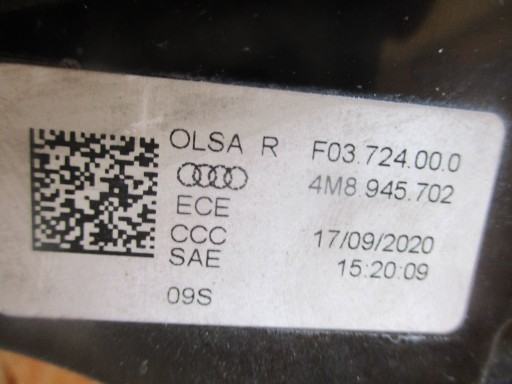 OLSA R F03.724.00.0
4M8.945.702
ECE
CCC 17/09/2020
SAE 15:20:09
09S